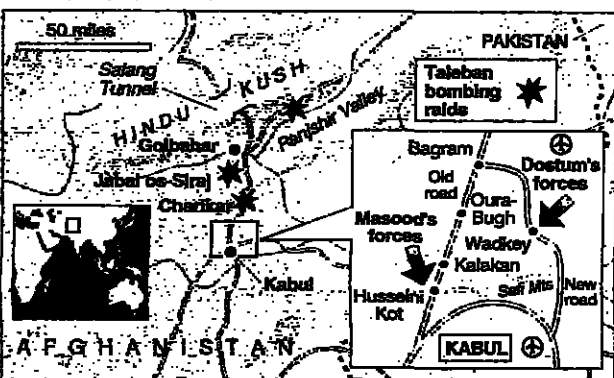 50 miles
PAKISTAN
Salang
Tunnel
HINDU KUSH
Panjshir Valley
Taleban
bombing
raids
Golbahar
Jabal os-Siraj
Charikar
Kabul
AFGHANISTAN
Bagram
Old
road
Dostum's
forces
Oura-
Bugh
Masood's
forces
Wadkey
Kalakan
Husseini
Kot
Safi Mts
New
road
KABUL